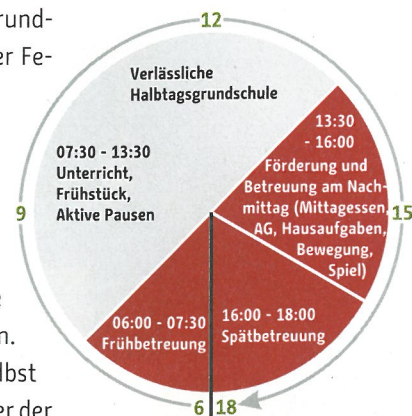 rund-
er Fe-
12
Verlässliche
Halbtagsgrundschule
07:30 - 13:30
Unterricht,
Frühstück,
Aktive Pausen
9
13:30
- 16:00
Förderung und
Betreuung am Nach-
mittag (Mittagessen,
AG, Hausaufgaben,
Bewegung,
Spiel)
15
06:00 - 07:30
Frühbetreuung
16:00 - 18:00
Spätbetreuung
n.
lbst
er der
6 | 18